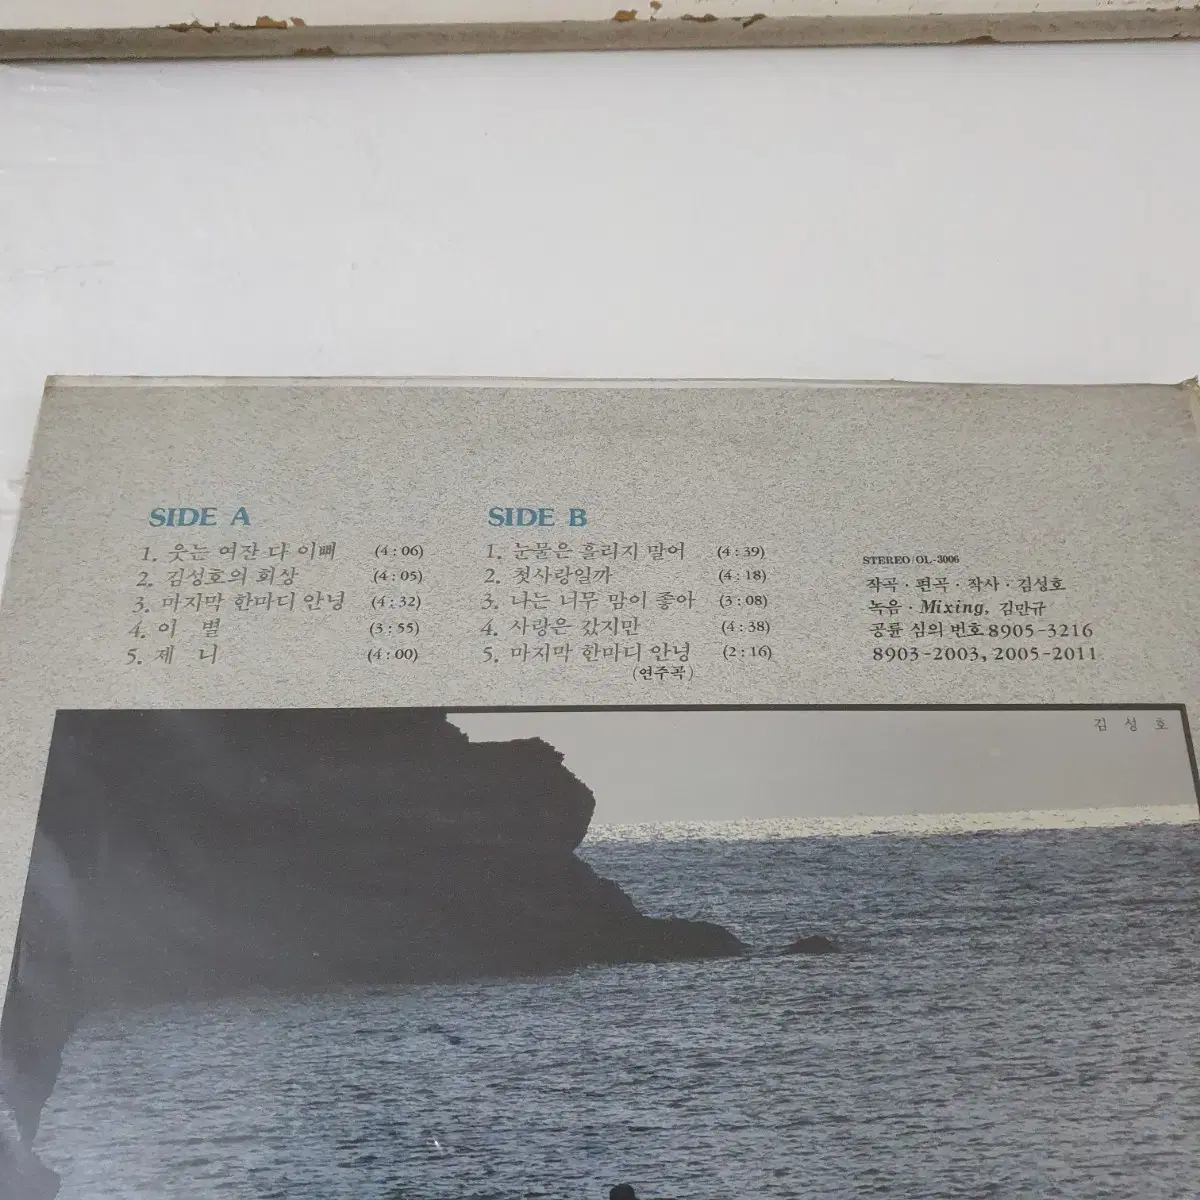 SIDE A
1. 웃는 여잔 다 이뻐 (4:06)
2. 김성호의 회상 (4:05)
3. 마지막 한마디 안녕 (4:32)
4. 이 별 (3:55)
5. 제 니 (4:00)
SIDE B
1. 눈물은 흘리지 말어 (4:39)
2. 첫사랑일까 (4:18)
3. 나는 너무 맘이 좋아 (3:08)
4. 사랑은 갔지만 (4:38)
5. 마지막 한마디 안녕 (2:16)
(연주곡)
STEREO/OL-3006
작곡·편곡·작사·김성호
녹음·Mixing, 김만규
공륜 심의 번호 8905-3216
8903-2003, 2005-2011
김 성 호